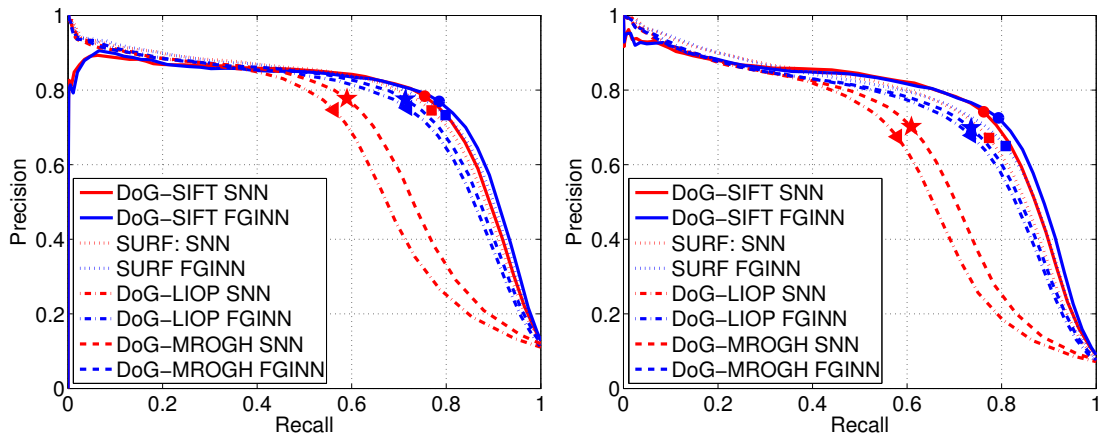 1
0.8
0.6
0.4
0.2
0
Precision
DoG−SIFT SNN
DoG−SIFT FGINN
SURF: SNN
SURF FGINN
DoG−LIOP SNN
DoG−LIOP FGINN
DoG−MROGH SNN
DoG−MROGH FGINN
0 0.2 0.4 0.6 0.8 1
Recall
1
0.8
0.6
0.4
0.2
0
Precision
DoG−SIFT SNN
DoG−SIFT FGINN
SURF: SNN
SURF FGINN
DoG−LIOP SNN
DoG−LIOP FGINN
DoG−MROGH SNN
DoG−MROGH FGINN
0 0.2 0.4 0.6 0.8 1
Recall